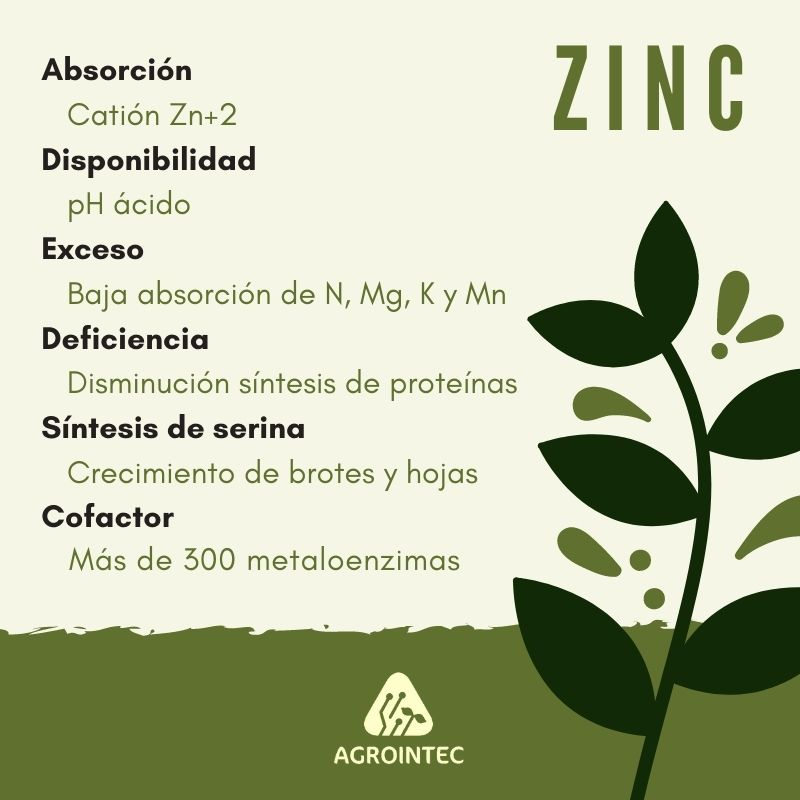 ZINC
Absorción
Catión Zn+2
Disponibilidad
pH ácido
Exceso
Baja absorción de N, Mg, K y Mn
Deficiencia
Disminución síntesis de proteínas
Síntesis de serina
Crecimiento de brotes y hojas
Cofactor
Más de 300 metaloenzimas
AGROINTEC